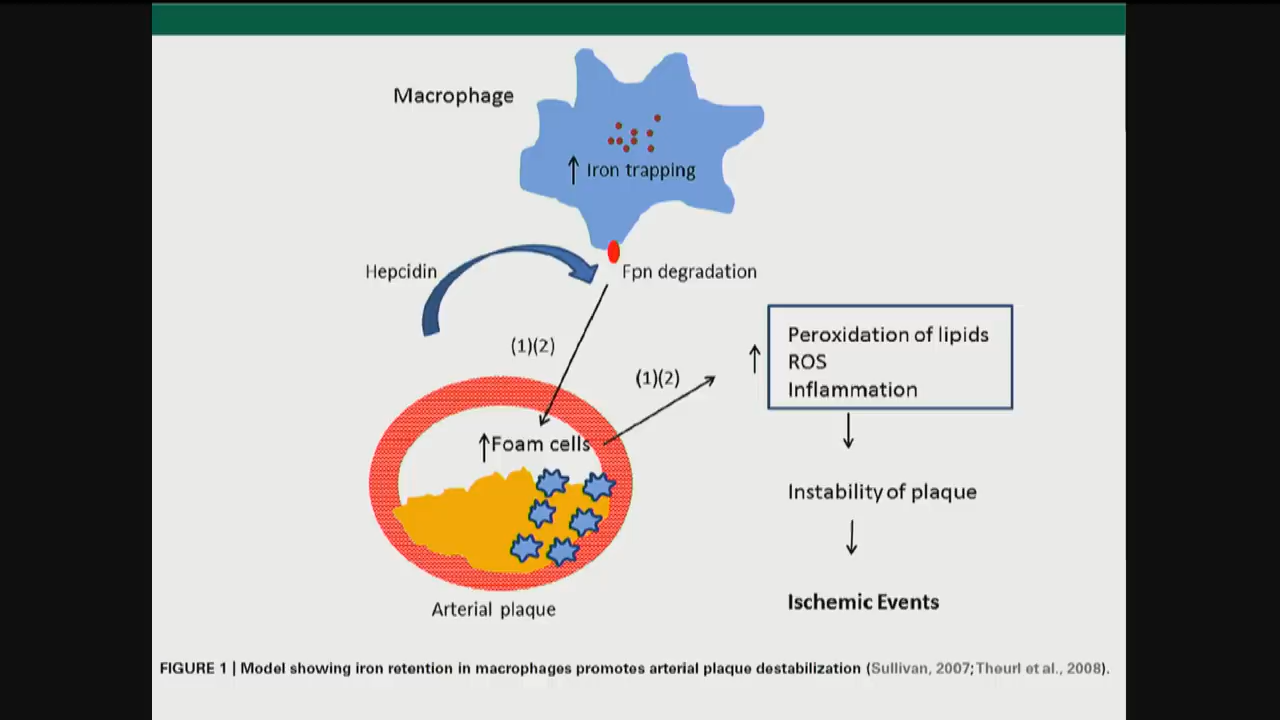 Macrophage
↑ Iron trapping
Hepcidin
Fpn degradation
(1)(2)
(1)(2)
↑ Peroxidation of lipids
ROS
Inflammation
↑Foam cells
Instability of plaque
Ischemic Events
Arterial plaque
FIGURE 1 | Model showing iron retention in macrophages promotes arterial plaque destabilization (Sullivan, 2007; Theurl et al., 2008).